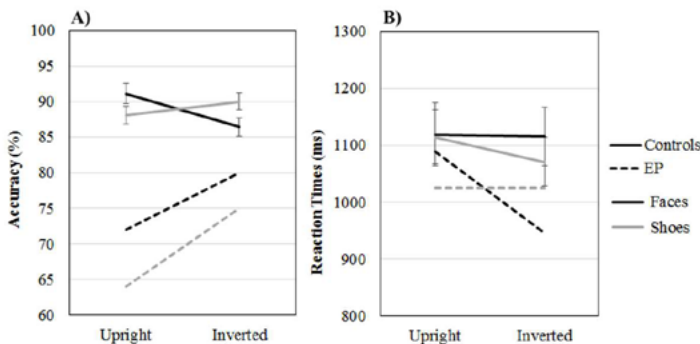 A)
Accuracy (%)
100
95
90
85
80
75
70
65
60
Upright Inverted
B)
Reaction Times (ms)
1300
1200
1100
1000
900
800
Upright Inverted
Controls
EP
Faces
Shoes